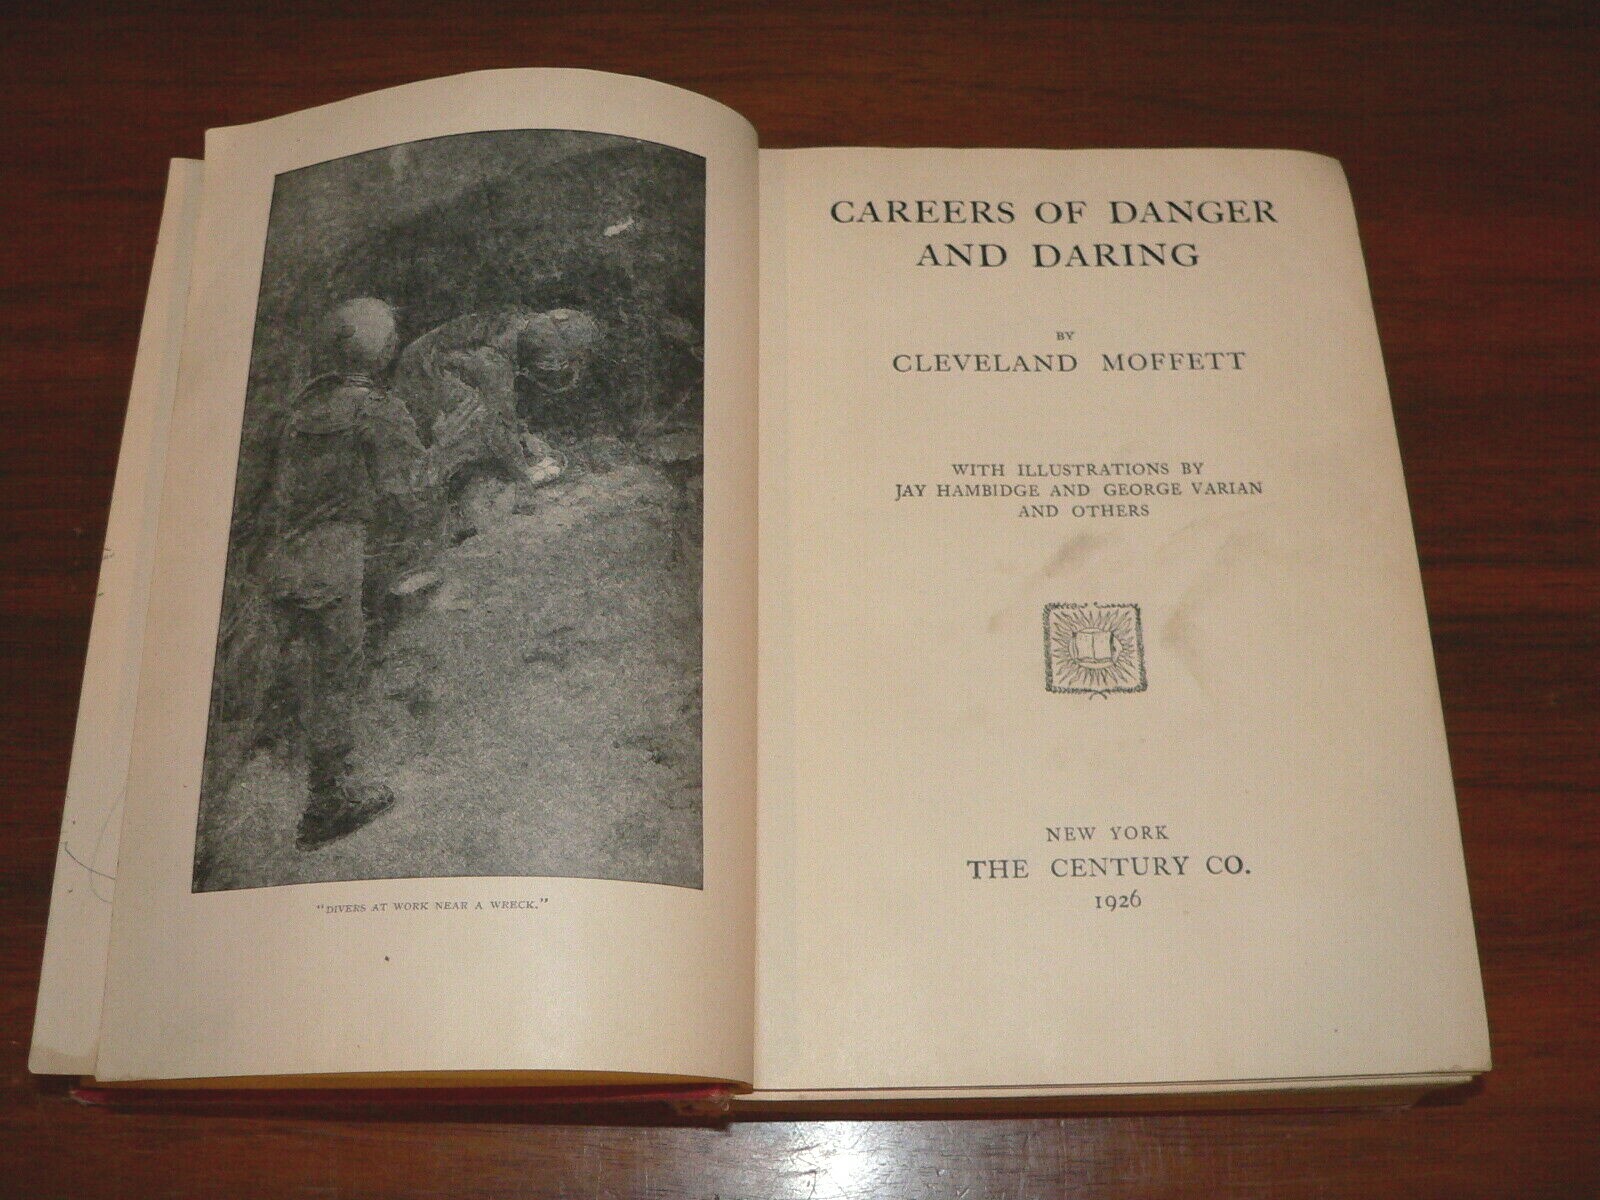 "DIVERS AT WORK NEAR A WRECK."
CAREERS OF DANGER
AND DARING
BY
CLEVELAND MOFFETT
WITH ILLUSTRATIONS BY
JAY HAMBIDGE AND GEORGE VARIAN
AND OTHERS
NEW YORK
THE CENTURY CO.
1926